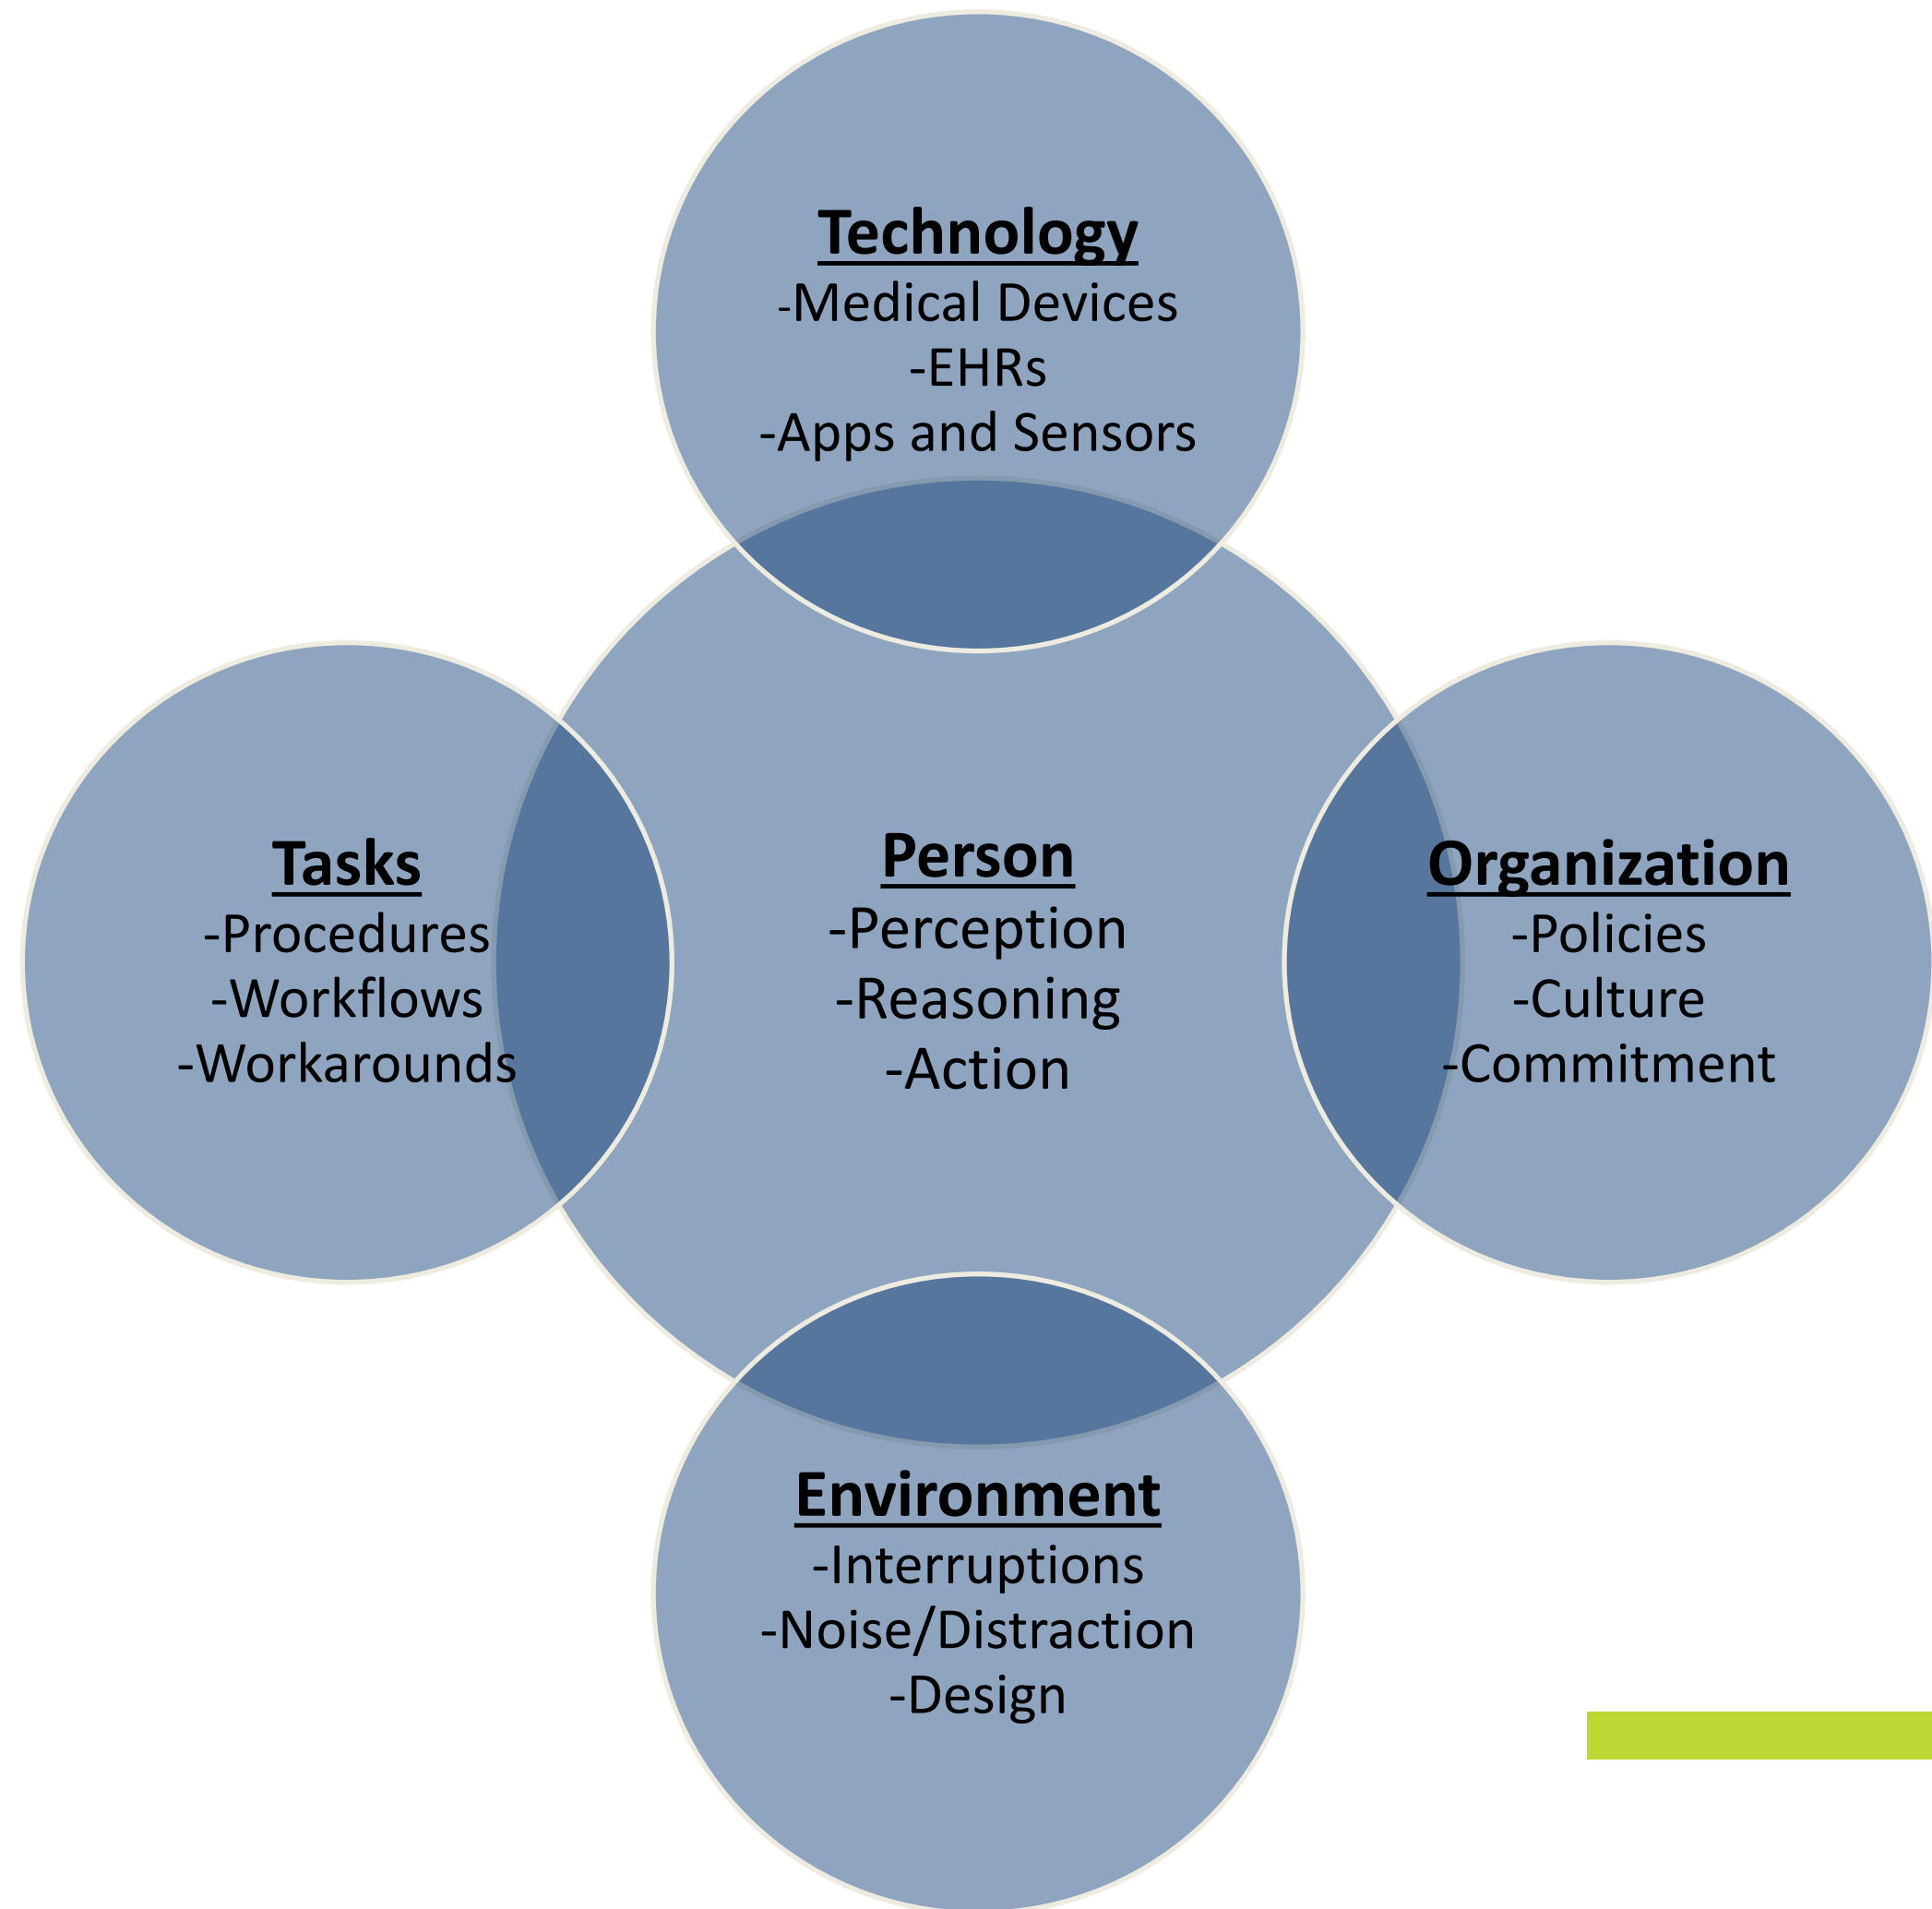 Technology
-Medical Devices
-EHRs
-Apps and Sensors
Tasks
-Procedures
-Workflows
-Workarounds
Person
-Perception
-Reasoning
-Action
Organization
-Policies
-Culture
-Commitment
Environment
-Interruptions
-Noise/Distraction
-Design